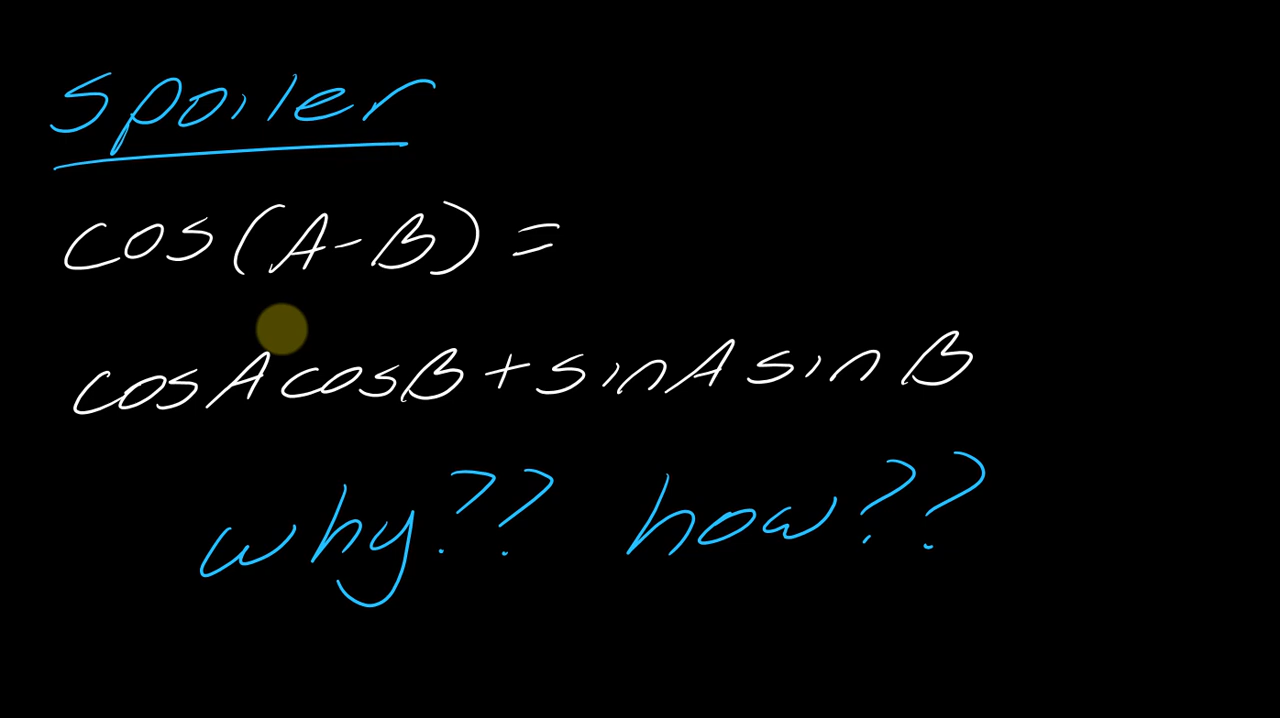 Spoiler
cos(A-B) =
cosAcosB+sinAsinB
why?? how??